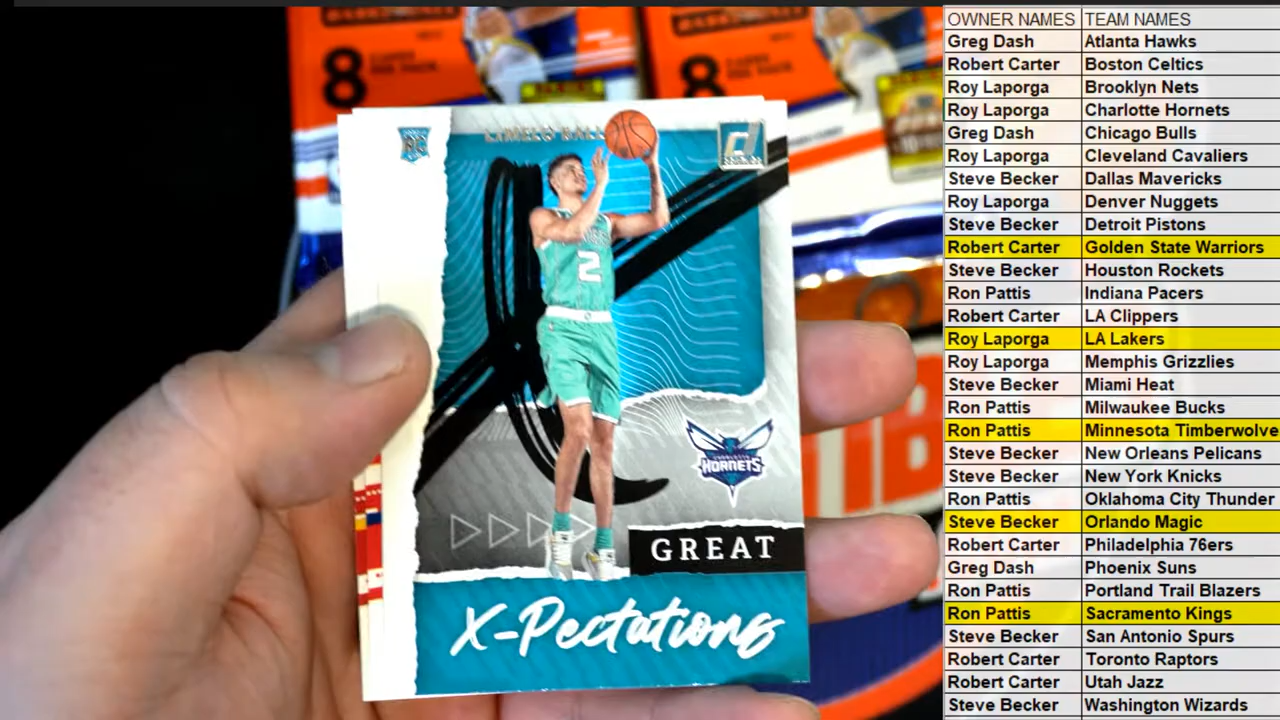 8
8
RC
LAMELO BALL
2
HORNETS
GREAT
X-Pectations
OWNER NAMES TEAM NAMES
Greg Dash Atlanta Hawks
Robert Carter Boston Celtics
Roy Laporga Brooklyn Nets
Roy Laporga Charlotte Hornets
Greg Dash Chicago Bulls
Roy Laporga Cleveland Cavaliers
Steve Becker Dallas Mavericks
Roy Laporga Denver Nuggets
Steve Becker Detroit Pistons
Robert Carter Golden State Warriors
Steve Becker Houston Rockets
Ron Pattis Indiana Pacers
Robert Carter LA Clippers
Roy Laporga LA Lakers
Roy Laporga Memphis Grizzlies
Steve Becker Miami Heat
Ron Pattis Milwaukee Bucks
Ron Pattis Minnesota Timberwolve
Steve Becker New Orleans Pelicans
Steve Becker New York Knicks
Ron Pattis Oklahoma City Thunder
Steve Becker Orlando Magic
Robert Carter Philadelphia 76ers
Greg Dash Phoenix Suns
Ron Pattis Portland Trail Blazers
Ron Pattis Sacramento Kings
Steve Becker San Antonio Spurs
Robert Carter Toronto Raptors
Robert Carter Utah Jazz
Steve Becker Washington Wizards